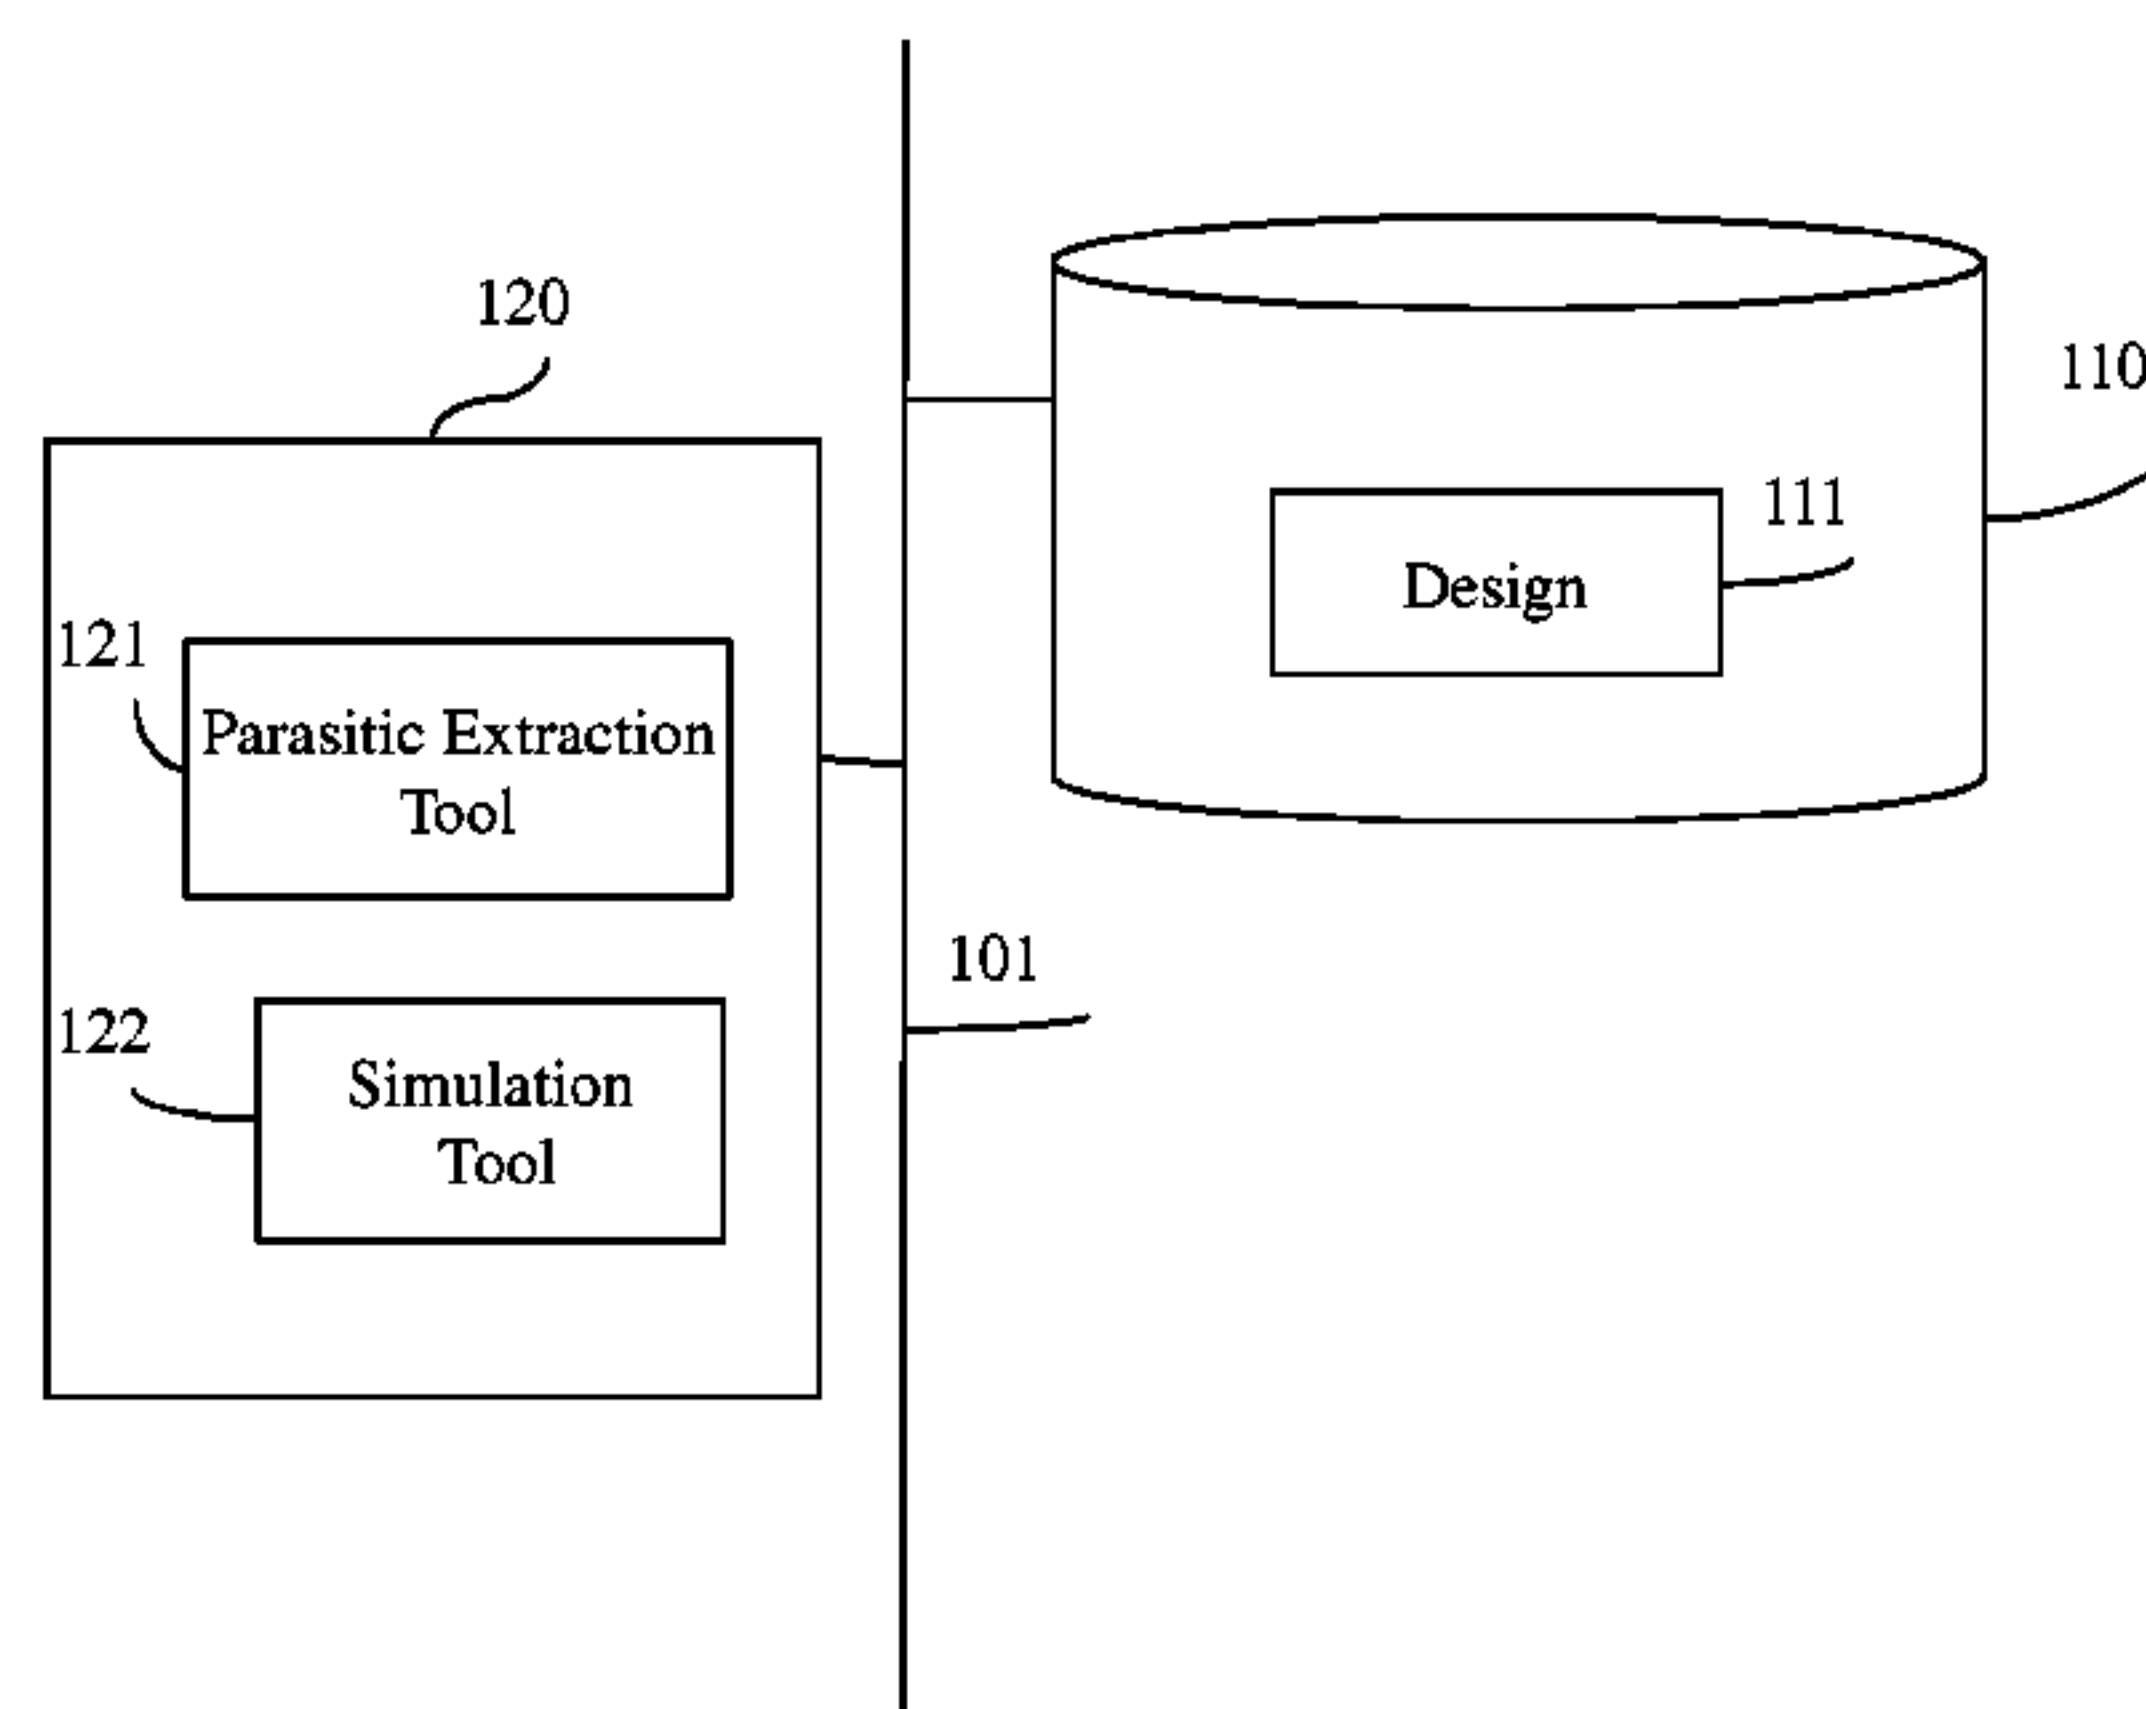 120
110
111
Design
121
Parasitic Extraction
Tool
101
122
Simulation
Tool